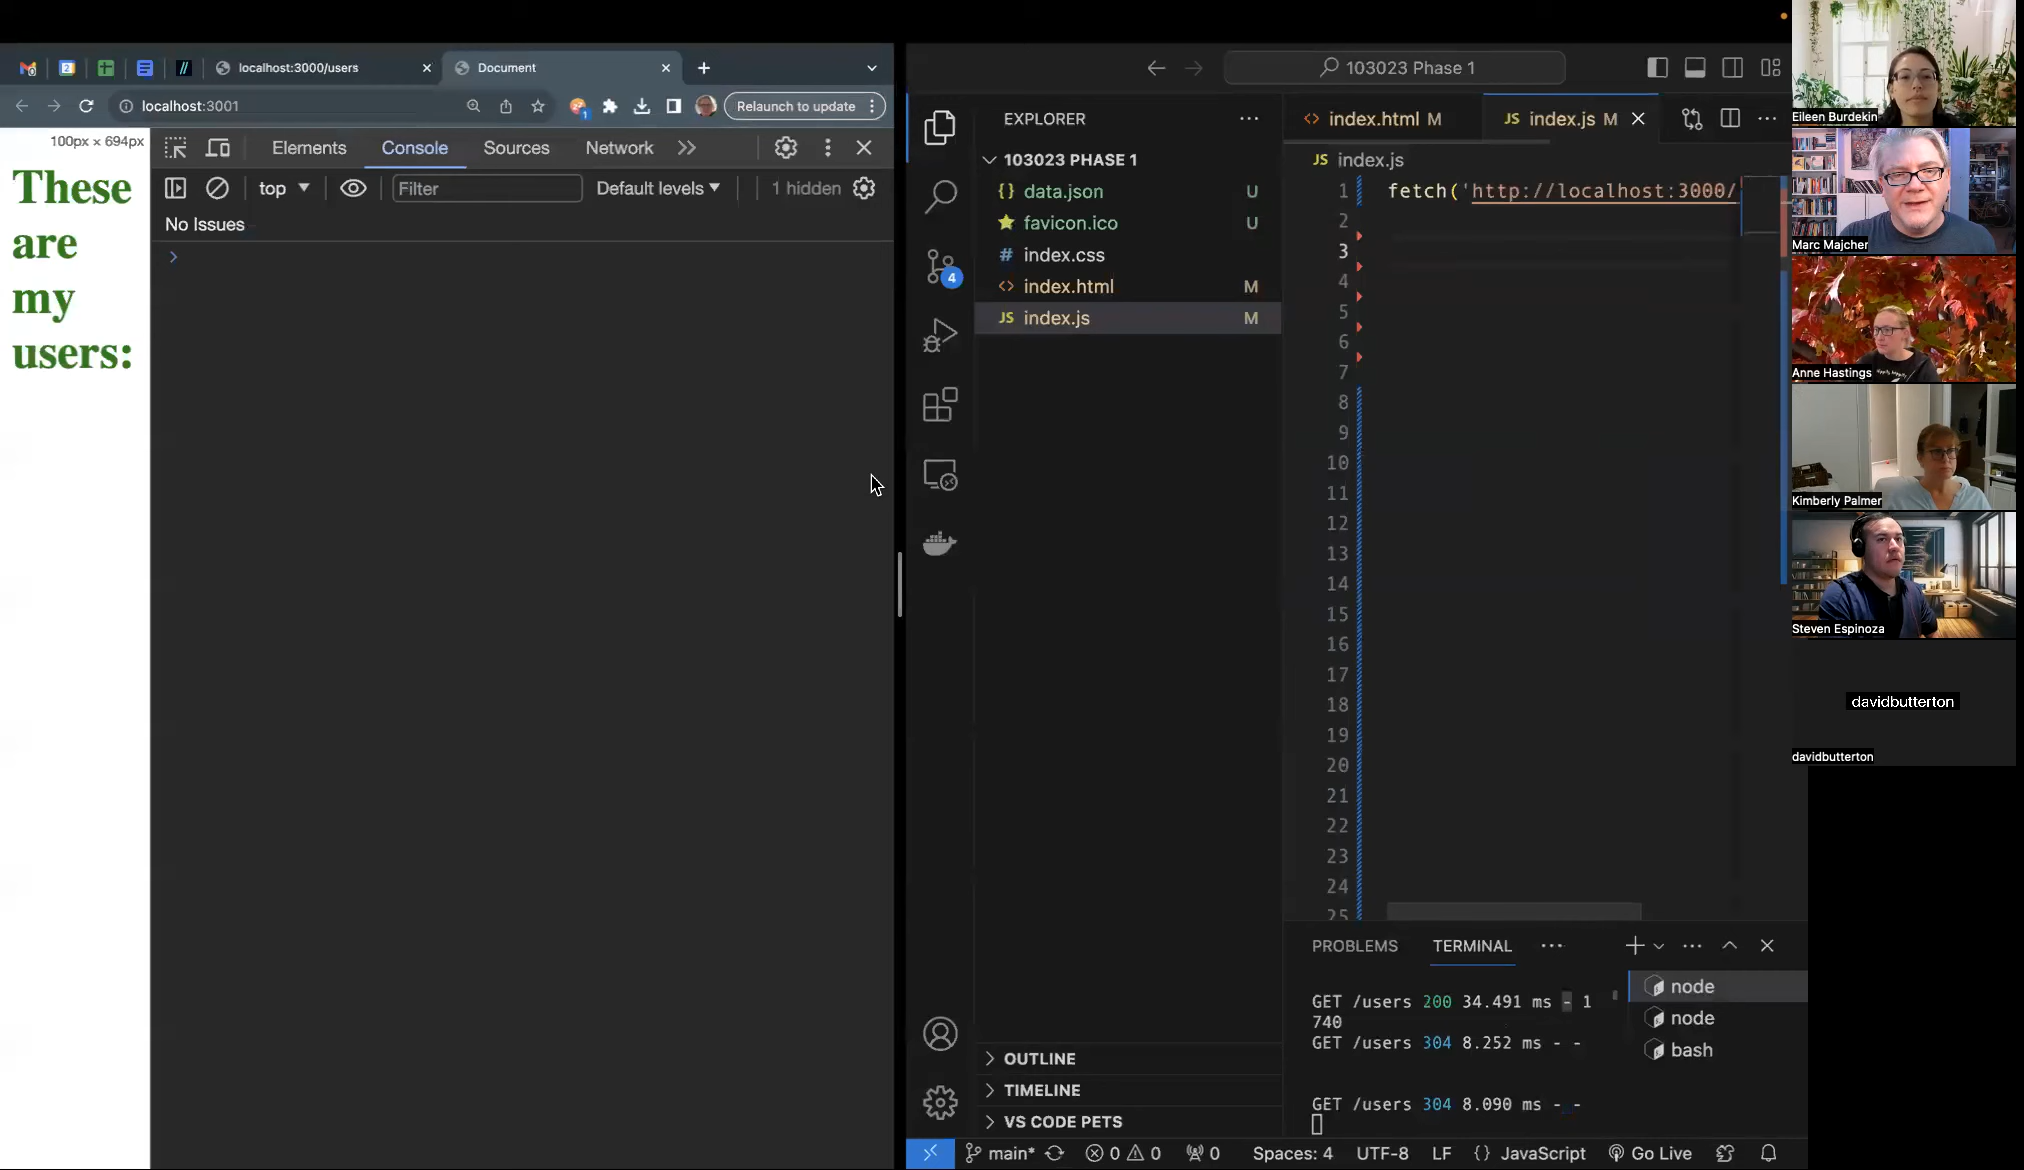 localhost:3000/users
Document
localhost:3001
Relaunch to update
100px × 694px
Elements
Console
Sources
Network
top
Filter
Default levels
1 hidden
No Issues
These
are
my
users:
103023 Phase 1
EXPLORER
103023 PHASE 1
{} data.json U
favicon.ico U
# index.css
<> index.html M
JS index.js M
4
OUTLINE
TIMELINE
VS CODE PETS
<> index.html M
JS index.js M
JS index.js
1 fetch('http://localhost:3000/
2
3
4
5
6
7
8
9
10
11
12
13
14
15
16
17
18
19
20
21
22
23
24
25
PROBLEMS
TERMINAL
GET /users 200 34.491 ms - 1
740
GET /users 304 8.252 ms - -
GET /users 304 8.090 ms - -
node
node
bash
main*
0
0
0
Spaces: 4
UTF-8
LF
{} JavaScript
Go Live
Eileen Burdekin
Marc Majcher
Anne Hastings
Kimberly Palmer
Steven Espinoza
davidbutterton
davidbutterton